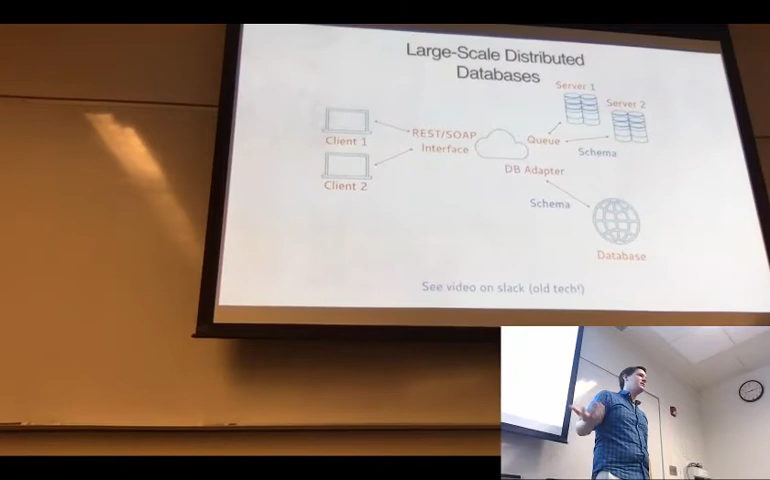 Large-Scale Distributed
Databases
Server 1
Server 2
Client 1
REST/SOAP
Interface
Queue
Schema
Client 2
DB Adapter
Schema
Database
See video on slack (old tech!)